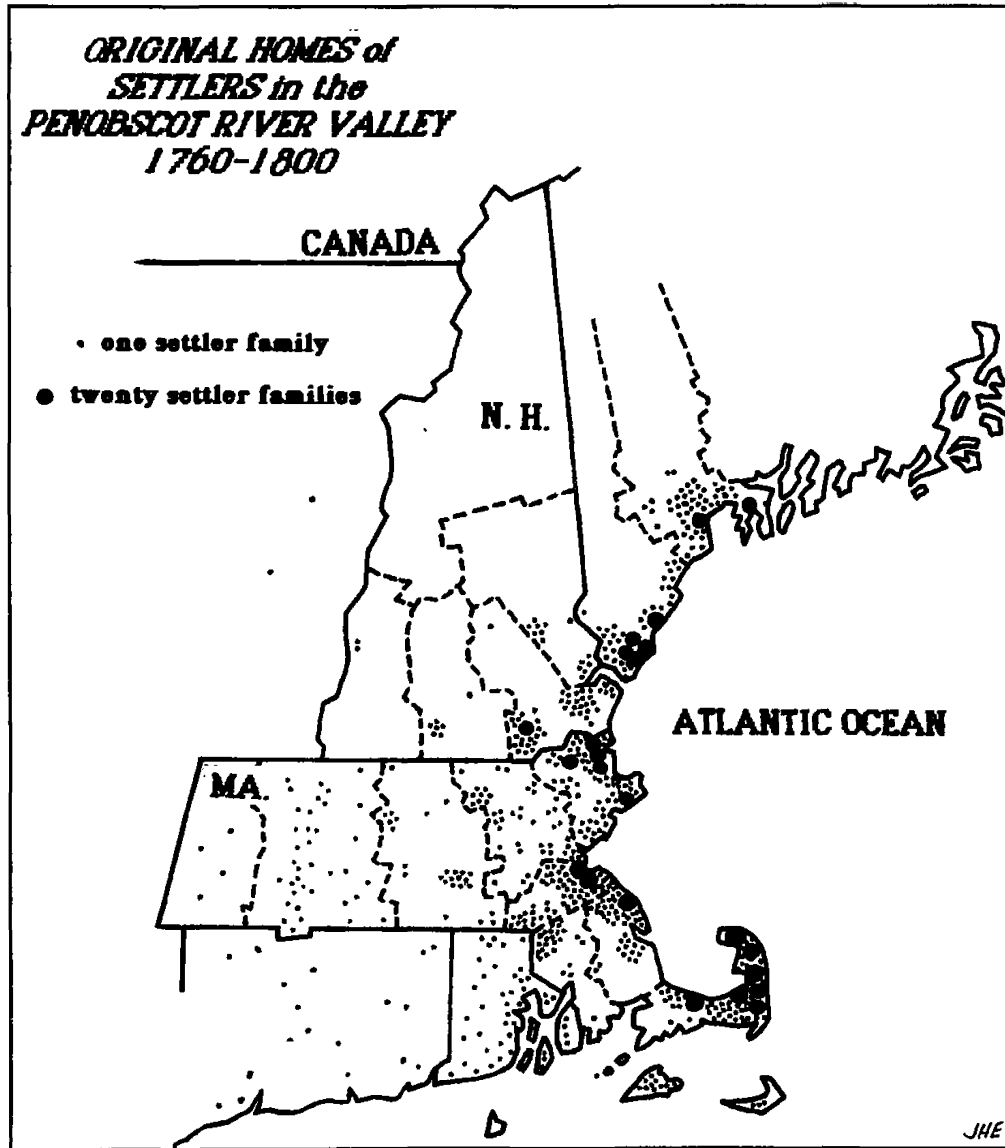 ORIGINAL HOMES of
SETTLERS in the
PENOBSCOT RIVER VALLEY
1760-1800
CANADA
· one settler family
● twenty settler families
N. H.
ATLANTIC OCEAN
MA.
JHE